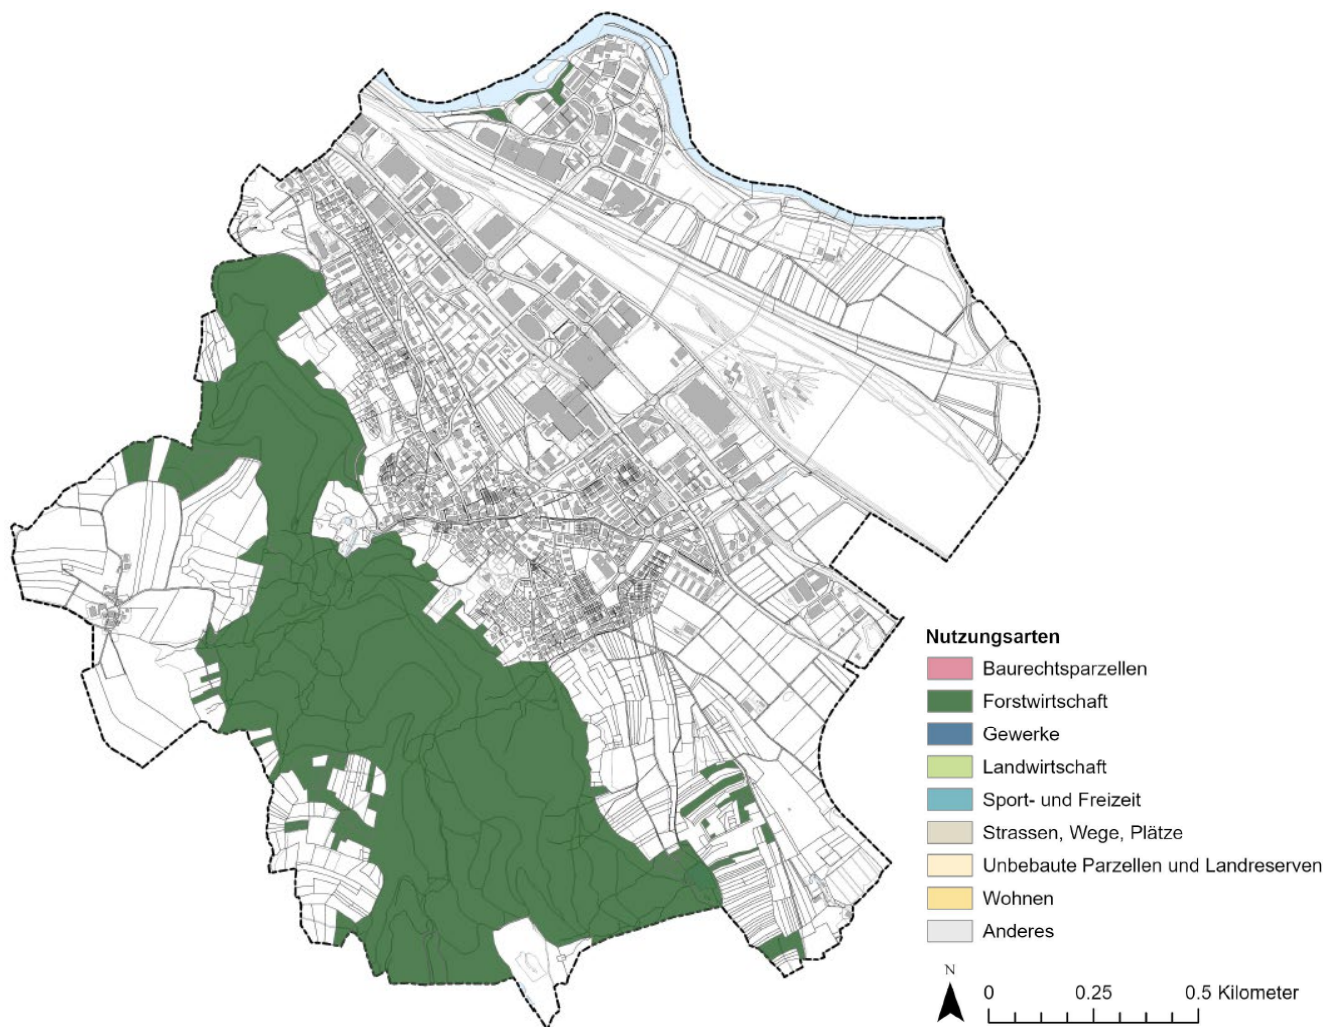 Nutzungsarten
Baurechtsparzellen
Forstwirtschaft
Gewerke
Landwirtschaft
Sport- und Freizeit
Strassen, Wege, Plätze
Unbebaute Parzellen und Landreserven
Wohnen
Anderes
N
0 0.25 0.5 Kilometer